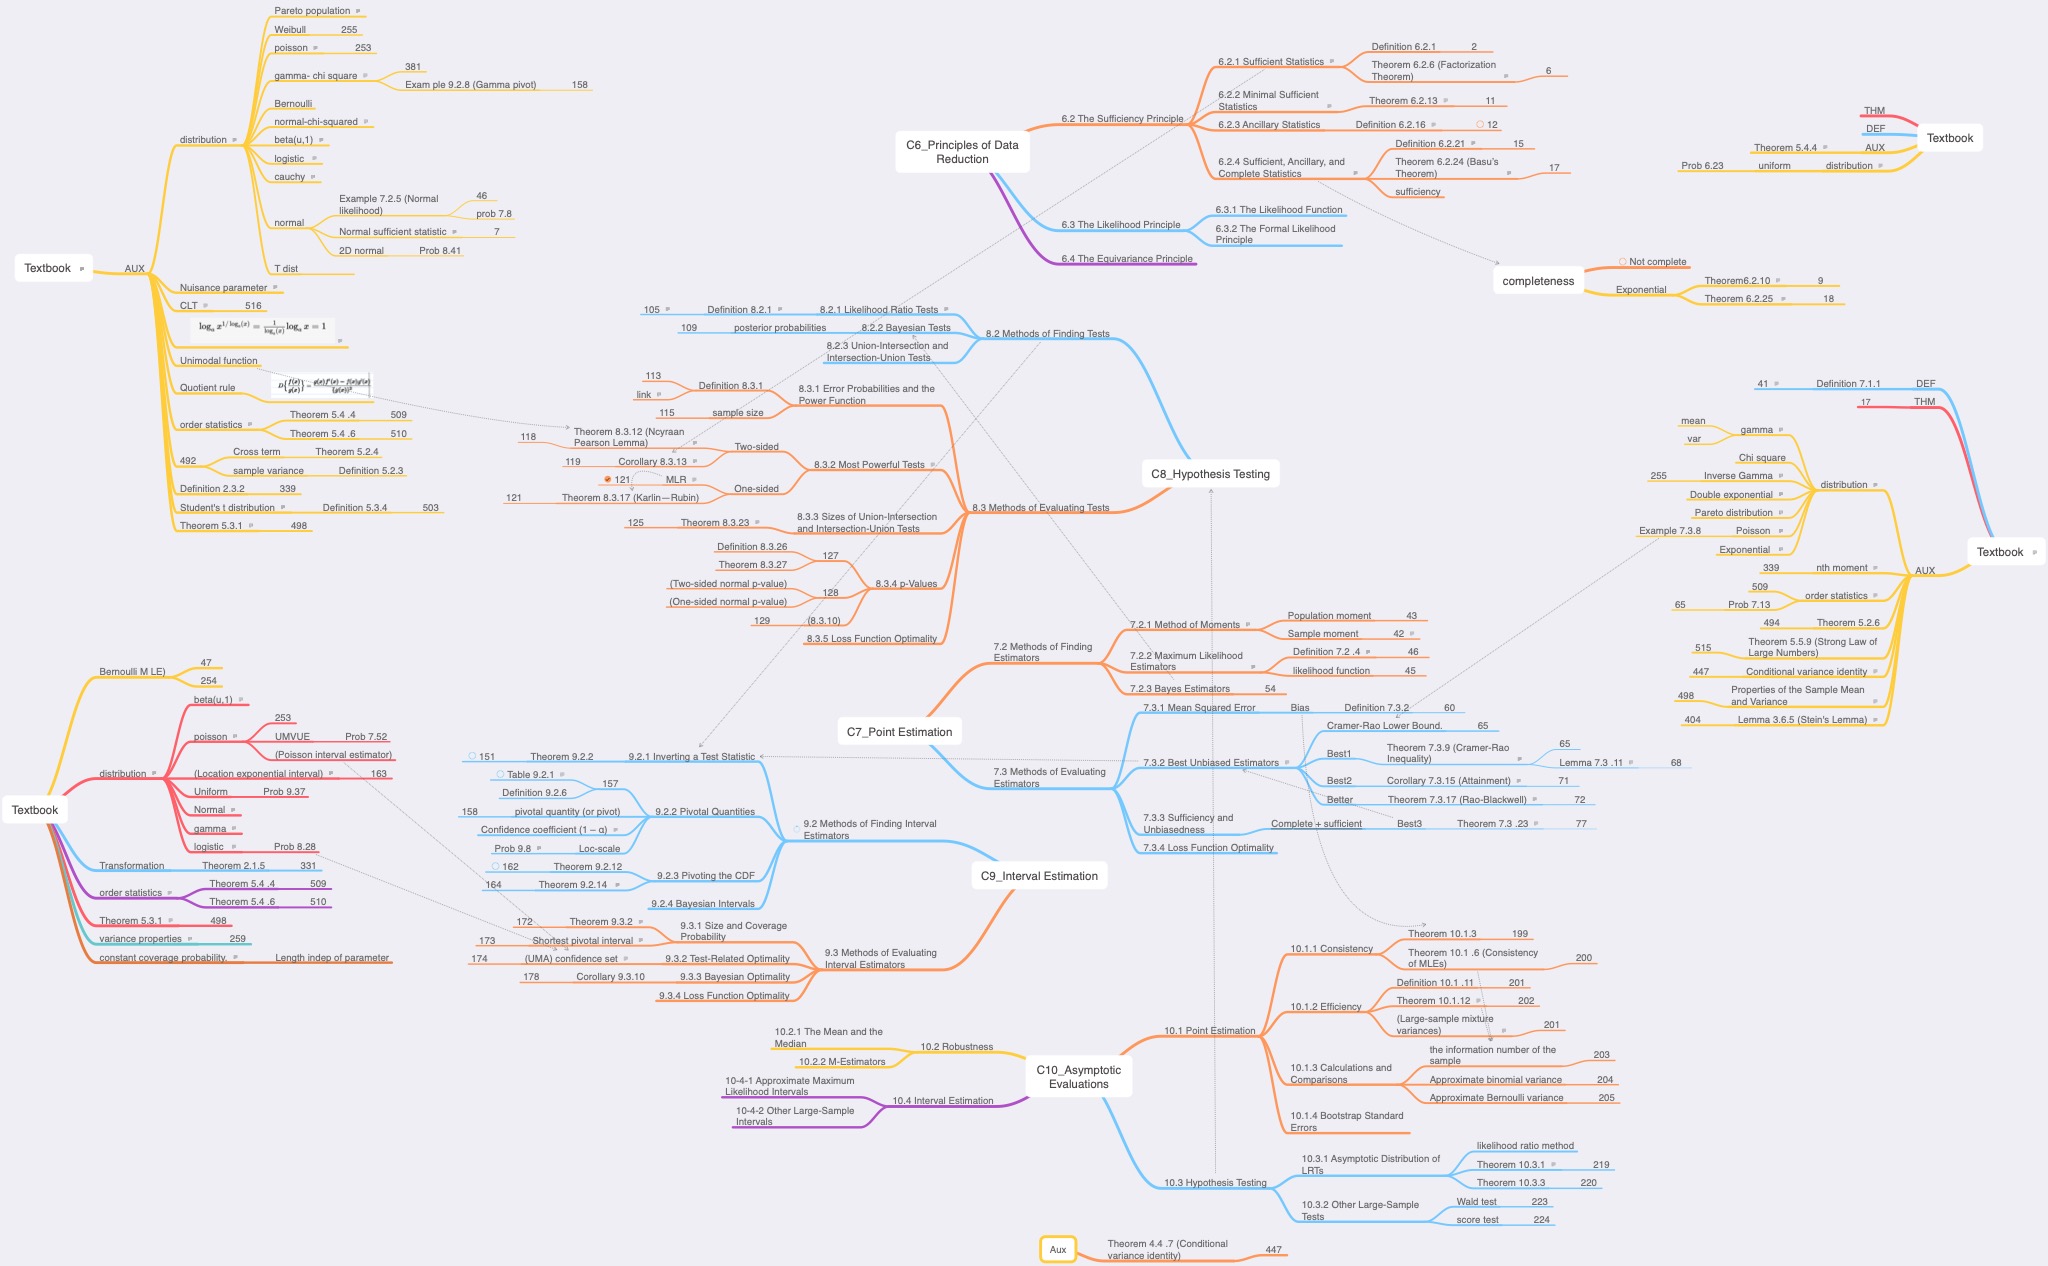 Pareto population
Weibull 255
poisson 253
gamma- chi square
381
Exam ple 9.2.8 (Gamma pivot) 158
Bernoulli
normal-chi-squared
distribution
beta(u,1)
logistic
cauchy
Example 7.2.5 (Normal
likelihood)
46
prob 7.8
normal
Normal sufficient statistic 7
2D normal Prob 8.41
T dist
Textbook
AUX
Nuisance parameter
CLT 516
Unimodal function
Quotient rule
order statistics
Theorem 5.4 .4 509
Theorem 5.4 .6 510
492
Cross term Theorem 5.2.4
sample variance Definition 5.2.3
Definition 2.3.2 339
Student's t distribution Definition 5.3.4 503
Theorem 5.3.1 498
C6_Principles of Data
Reduction
6.2 The Sufficiency Principle
6.2.1 Sufficient Statistics
Definition 6.2.1 2
Theorem 6.2.6 (Factorization
Theorem)
6
6.2.2 Minimal Sufficient
Statistics
Theorem 6.2.13 11
6.2.3 Ancillary Statistics Definition 6.2.16 12
6.2.4 Sufficient, Ancillary, and
Complete Statistics
Definition 6.2.21 15
Theorem 6.2.24 (Basu's
Theorem)
17
sufficiency
6.3 The Likelihood Principle
6.3.1 The Likelihood Function
6.3.2 The Formal Likelihood
Principle
6.4 The Equivariance Principle
THM
DEF
Textbook
Theorem 5.4.4 AUX
Prob 6.23 uniform distribution
completeness
Not complete
Exponential
Theorem6.2.10 9
Theorem 6.2.25 18
C8_Hypothesis Testing
8.2 Methods of Finding Tests
105 Definition 8.2.1 8.2.1 Likelihood Ratio Tests
109 posterior probabilities 8.2.2 Bayesian Tests
8.2.3 Union-Intersection and
Intersection-Union Tests
8.3 Methods of Evaluating Tests
113
link
Definition 8.3.1
8.3.1 Error Probabilities and the
Power Function
115 sample size
118
Theorem 8.3.12 (Ncyraan
Pearson Lemma)
Two-sided
119 Corollary 8.3.13
8.3.2 Most Powerful Tests
121 MLR
One-sided
121 Theorem 8.3.17 (Karlin—Rubin)
125 Theorem 8.3.23
8.3.3 Sizes of Union-Intersection
and Intersection-Union Tests
Definition 8.3.26
127
Theorem 8.3.27
(Two-sided normal p-value)
8.3.4 p-Values
128
(One-sided normal p-value)
129 (8.3.10)
8.3.5 Loss Function Optimality
41 Definition 7.1.1 DEF
17 THM
mean
var
gamma
Chi square
255 Inverse Gamma
distribution
Double exponential
Pareto distribution
Example 7.3.8 Poisson
Exponential
Textbook
AUX
339 nth moment
509
order statistics
65 Prob 7.13
494 Theorem 5.2.6
515
Theorem 5.5.9 (Strong Law of
Large Numbers)
447 Conditional variance identity
498
Properties of the Sample Mean
and Variance
404 Lemma 3.6.5 (Stein's Lemma)
C7_Point Estimation
7.2 Methods of Finding
Estimators
7.2.1 Method of Moments
Population moment 43
Sample moment 42
7.2.2 Maximum Likelihood
Estimators
Definition 7.2 .4 46
likelihood function 45
7.2.3 Bayes Estimators 54
7.3 Methods of Evaluating
Estimators
7.3.1 Mean Squared Error Bias Definition 7.3.2 60
7.3.2 Best Unbiased Estimators
Cramer-Rao Lower Bound. 65
Best1
Theorem 7.3.9 (Cramer-Rao
Inequality)
65
Lemma 7.3 .11 68
Best2 Corollary 7.3.15 (Attainment) 71
Better Theorem 7.3.17 (Rao-Blackwell) 72
7.3.3 Sufficiency and
Unbiasedness
Complete + sufficient Best3 Theorem 7.3 .23 77
7.3.4 Loss Function Optimality
Bernoulli M LE)
47
254
beta(u,1)
253
poisson UMVUE Prob 7.52
(Poisson interval estimator)
distribution
(Location exponential interval) 163
Uniform Prob 9.37
Normal
gamma
logistic Prob 8.28
Textbook
Transformation Theorem 2.1.5 331
order statistics
Theorem 5.4 .4 509
Theorem 5.4 .6 510
Theorem 5.3.1 498
variance properties 259
constant coverage probability. Length indep of parameter
C9_Interval Estimation
9.2 Methods of Finding Interval
Estimators
151 Theorem 9.2.2 9.2.1 Inverting a Test Statistic
Table 9.2.1
157
Definition 9.2.6
158 pivotal quantity (or pivot) 9.2.2 Pivotal Quantities
Confidence coefficient (1 – α)
Prob 9.8 Loc-scale
162 Theorem 9.2.12
9.2.3 Pivoting the CDF
164 Theorem 9.2.14
9.2.4 Bayesian Intervals
9.3 Methods of Evaluating
Interval Estimators
172 Theorem 9.3.2
9.3.1 Size and Coverage
Probability
173 Shortest pivotal interval
174 (UMA) confidence set 9.3.2 Test-Related Optimality
178 Corollary 9.3.10 9.3.3 Bayesian Optimality
9.3.4 Loss Function Optimality
C10_Asymptotic
Evaluations
10.2.1 The Mean and the
Median
10.2 Robustness
10.2.2 M-Estimators
10-4-1 Approximate Maximum
Likelihood Intervals
10.4 Interval Estimation
10-4-2 Other Large-Sample
Intervals
10.1 Point Estimation
10.1.1 Consistency
Theorem 10.1.3 199
Theorem 10.1 .6 (Consistency
of MLEs)
200
10.1.2 Efficiency
Definition 10.1 .11 201
Theorem 10.1.12 202
(Large-sample mixture
variances)
201
10.1.3 Calculations and
Comparisons
the information number of the
sample
203
Approximate binomial variance 204
Approximate Bernoulli variance 205
10.1.4 Bootstrap Standard
Errors
10.3 Hypothesis Testing
10.3.1 Asymptotic Distribution of
LRTs
likelihood ratio method
Theorem 10.3.1 219
Theorem 10.3.3 220
10.3.2 Other Large-Sample
Tests
Wald test 223
score test 224
Aux
Theorem 4.4 .7 (Conditional
variance identity)
447